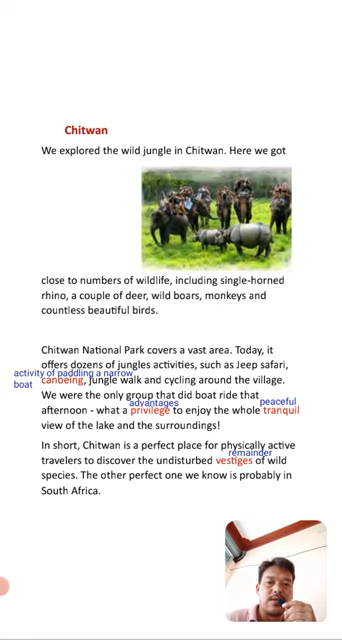 Chitwan
We explored the wild jungle in Chitwan. Here we got
close to numbers of wildlife, including single-horned
rhino, a couple of deer, wild boars, monkeys and
countless beautiful birds.
Chitwan National Park covers a vast area. Today, it
offers dozens of jungles activities, such as Jeep safari,
activity of paddling a narrow
boat
canoeing, jungle walk and cycling around the village.
We were the only group that did boat ride that
advantages
peaceful
afternoon - what a privilege to enjoy the whole tranquil
view of the lake and the surroundings!
In short, Chitwan is a perfect place for physically active
remainder
travelers to discover the undisturbed vestiges of wild
species. The other perfect one we know is probably in
South Africa.